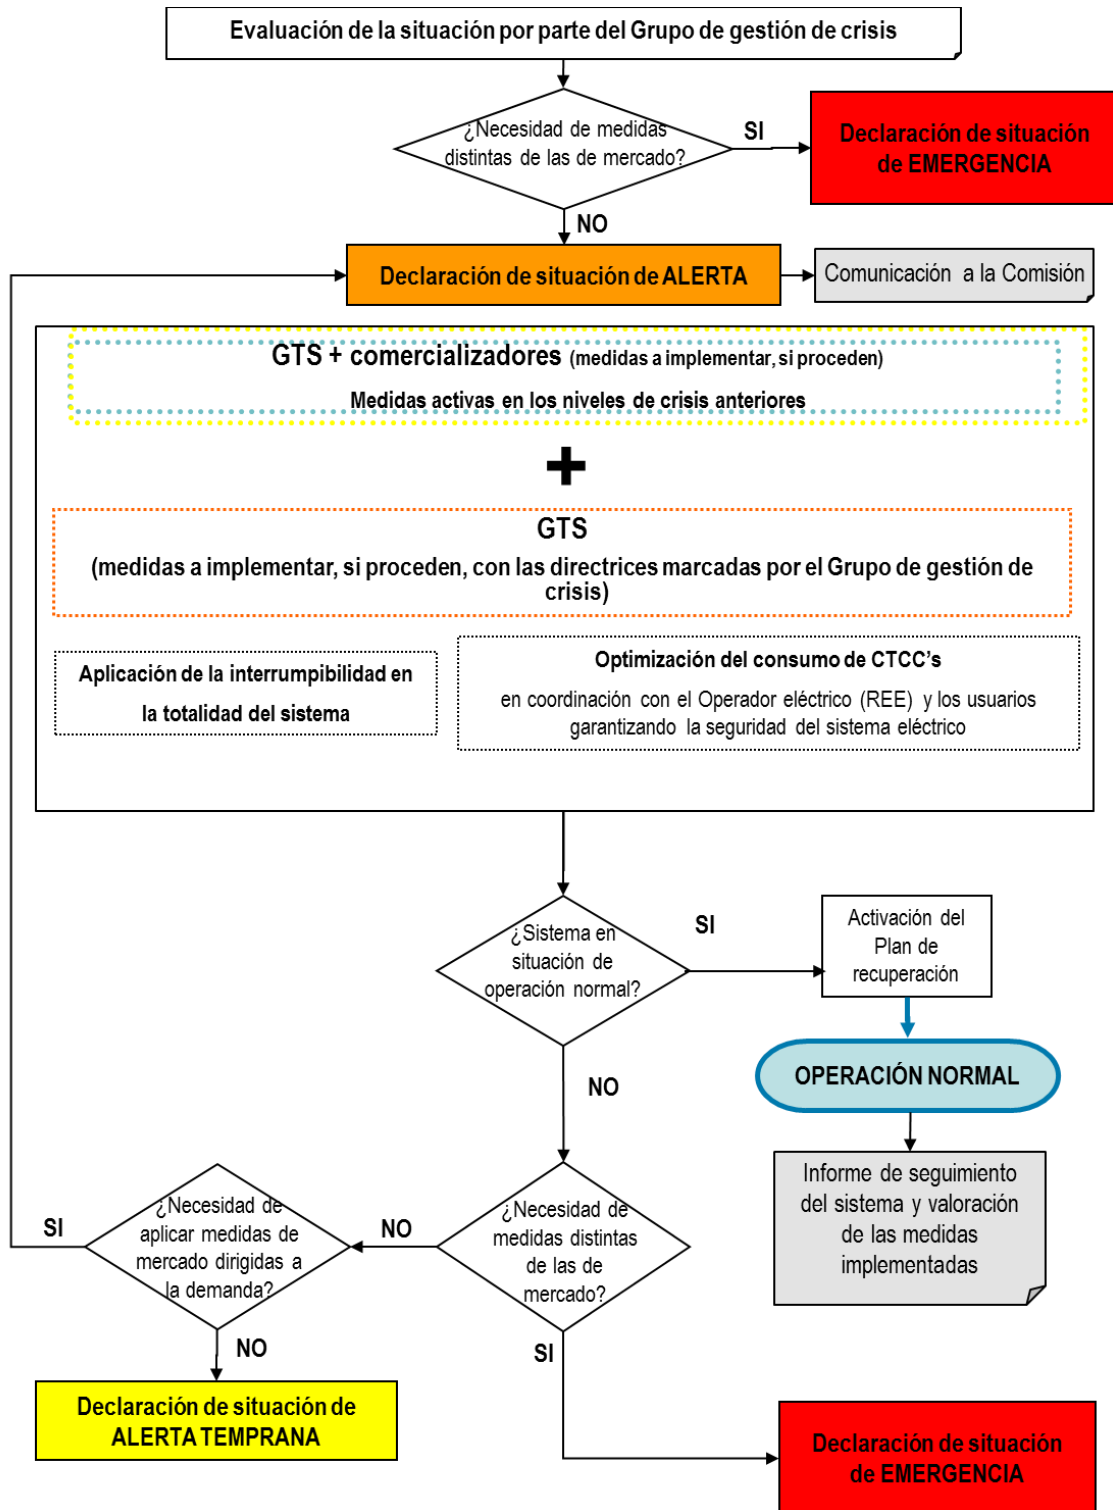 Evaluación de la situación por parte del Grupo de gestión de crisis
¿Necesidad de medidas
distintas de las de mercado?
SI
Declaración de situación
de EMERGENCIA
NO
Declaración de situación de ALERTA
Comunicación a la Comisión
GTS + comercializadores (medidas a implementar, si proceden)
Medidas activas en los niveles de crisis anteriores
+
GTS
(medidas a implementar, si proceden, con las directrices marcadas por el Grupo de gestión de
crisis)
Aplicación de la interrumpibilidad en
la totalidad del sistema
Optimización del consumo de CTCC's
en coordinación con el Operador eléctrico (REE) y los usuarios
garantizando la seguridad del sistema eléctrico
¿Sistema en
situación de
operación normal?
SI
Activación del
Plan de
recuperación
OPERACIÓN NORMAL
Informe de seguimiento
del sistema y valoración
de las medidas
implementadas
NO
¿Necesidad de
medidas distintas
de las de
mercado?
NO
¿Necesidad de
aplicar medidas de
mercado dirigidas a
la demanda?
SI
NO
Declaración de situación de
ALERTA TEMPRANA
SI
Declaración de situación
de EMERGENCIA